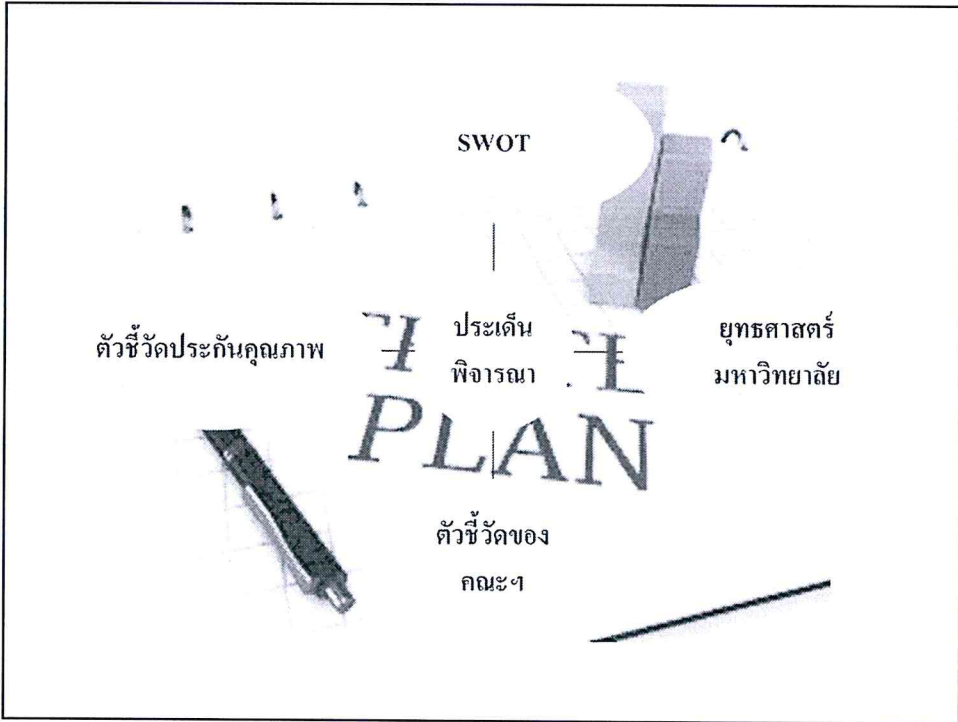 SWOT
ตัวชี้วัดประกันคุณภาพ
ประเด็น
พิจารณา
ยุทธศาสตร์
มหาวิทยาลัย
PLAN
ตัวชี้วัดของ
คณะฯ